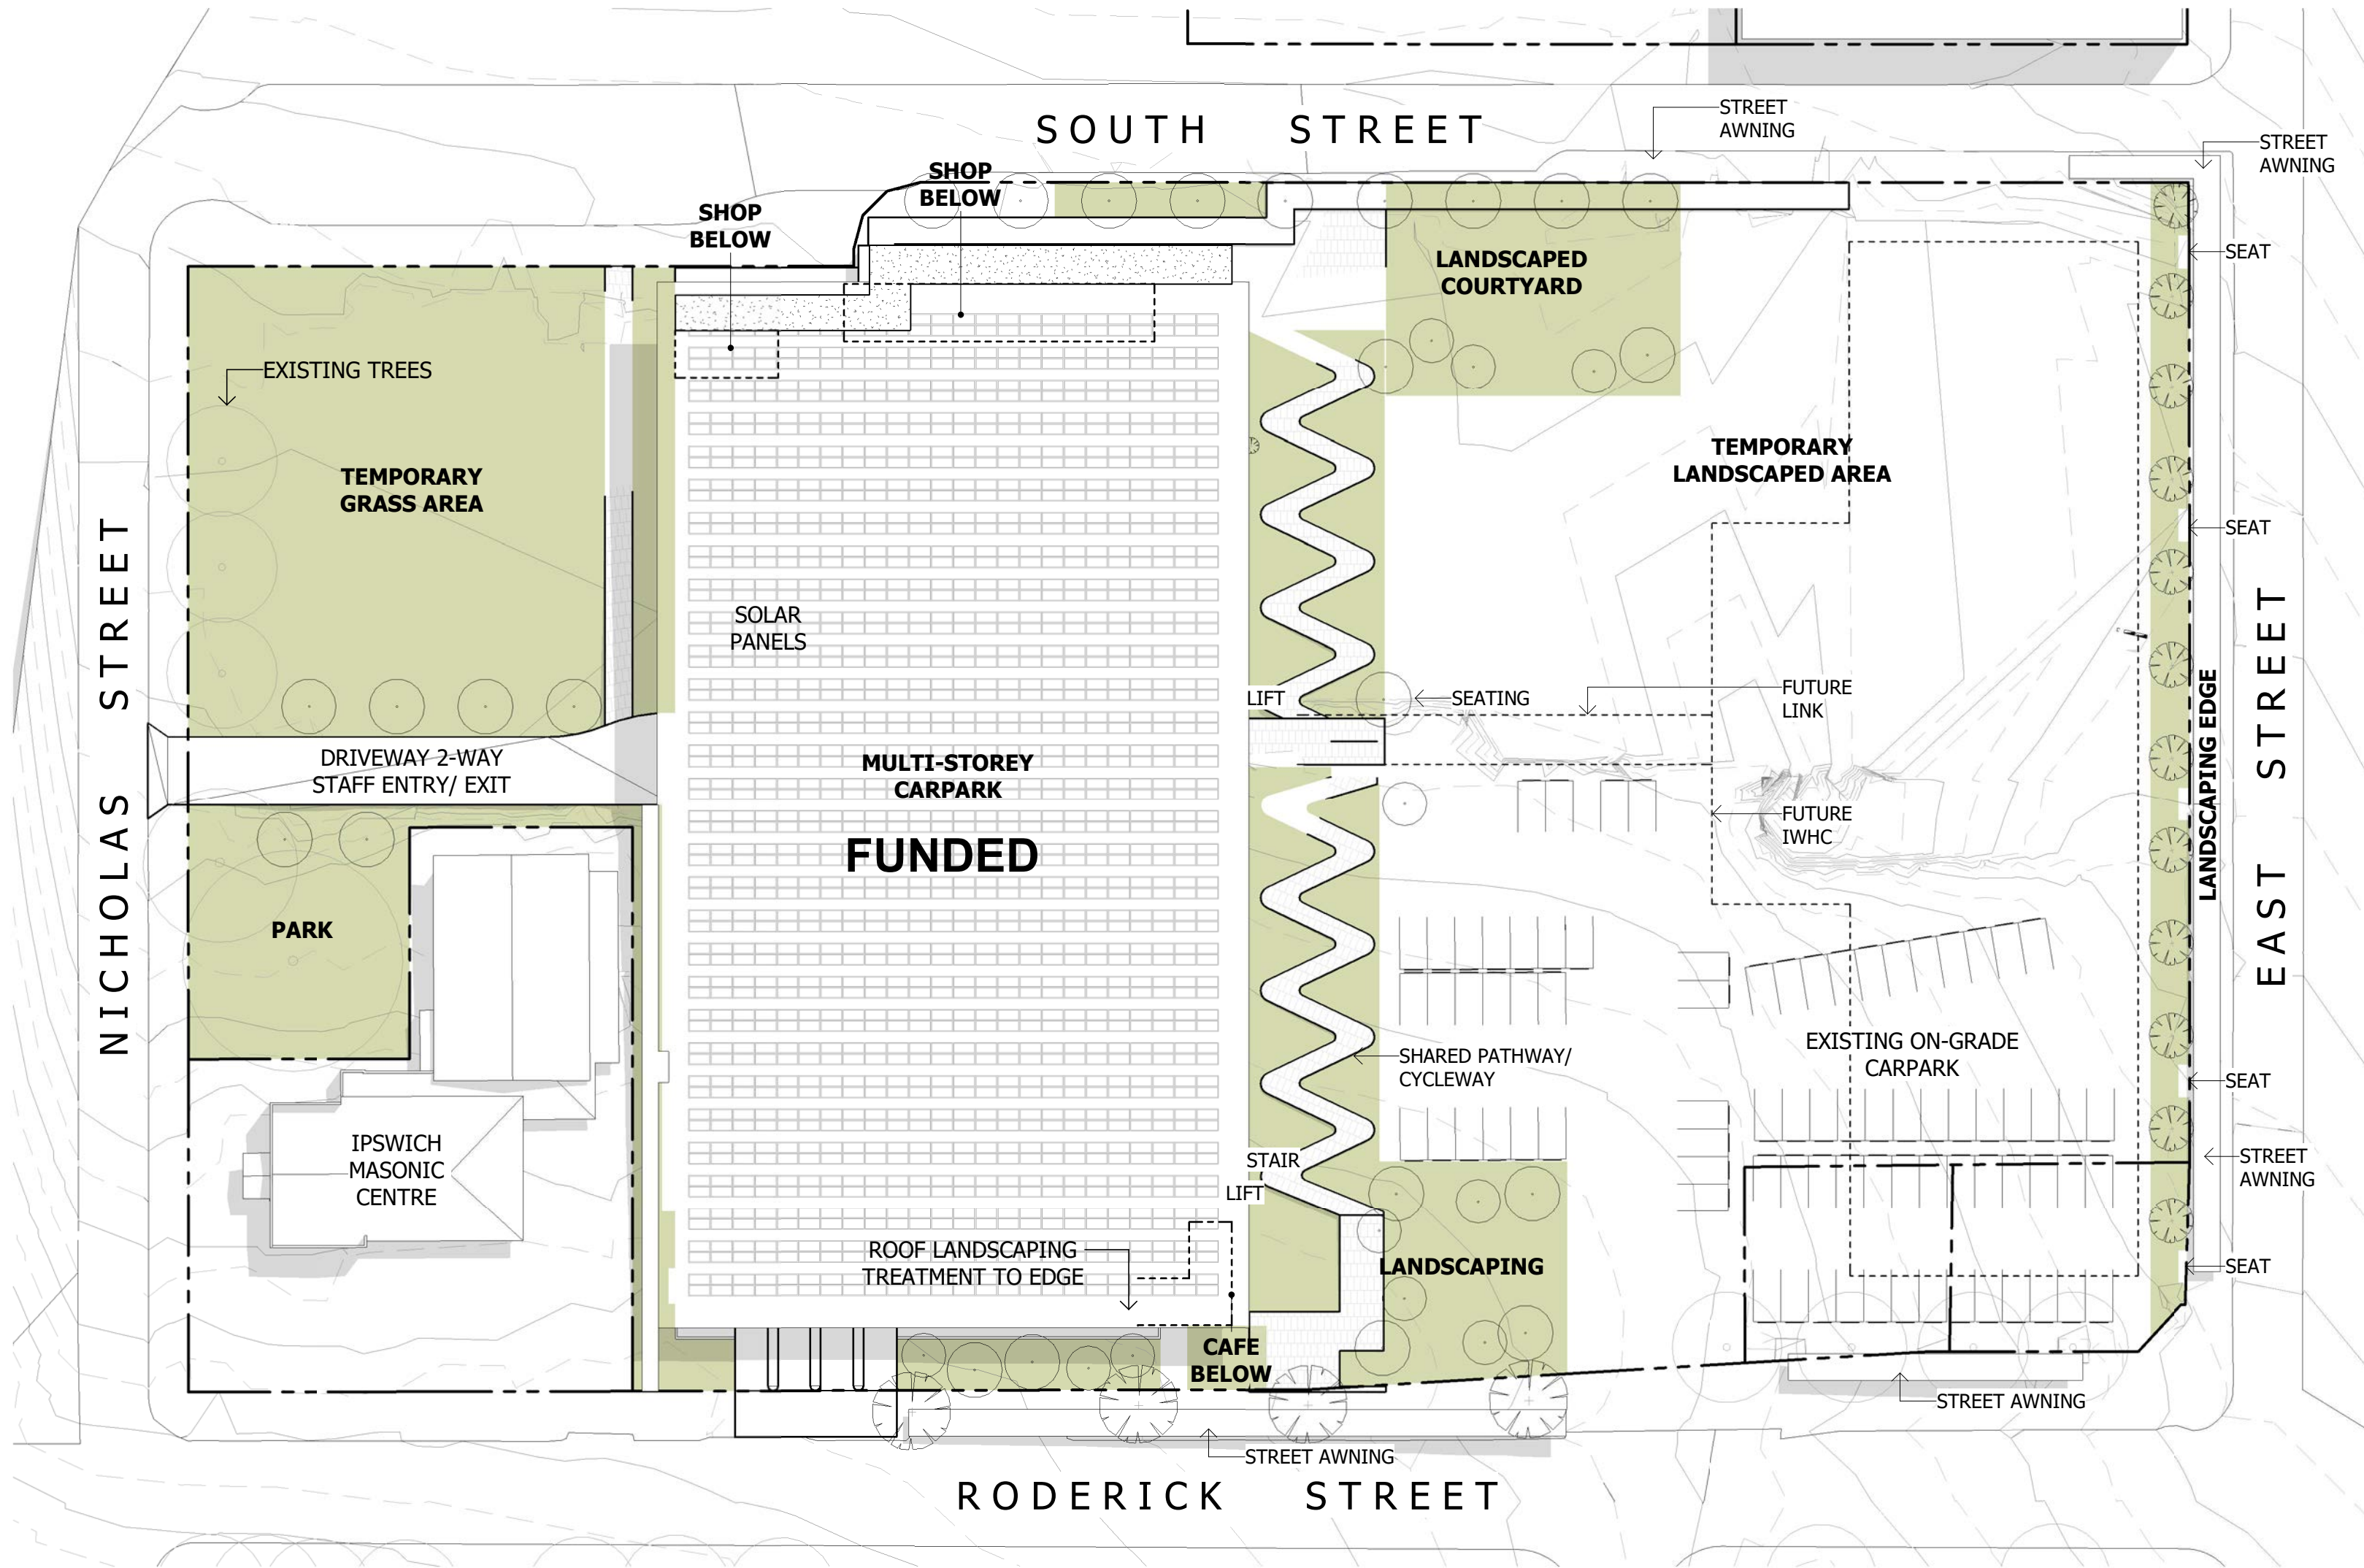 SOUTH STREET
STREET
AWNING
STREET
AWNING
SHOP
BELOW
SHOP
BELOW
SEAT
LANDSCAPED
COURTYARD
EXISTING TREES
TEMPORARY
GRASS AREA
TEMPORARY
LANDSCAPED AREA
SEAT
NICHOLAS STREET
SOLAR
PANELS
LIFT
SEATING
FUTURE
LINK
LANDSCAPING EDGE
EAST STREET
DRIVEWAY 2-WAY
STAFF ENTRY/ EXIT
MULTI-STOREY
CARPARK
FUNDED
FUTURE
IWHC
PARK
SHARED PATHWAY/
CYCLEWAY
EXISTING ON-GRADE
CARPARK
SEAT
IPSWICH
MASONIC
CENTRE
STAIR
LIFT
STREET
AWNING
ROOF LANDSCAPING
TREATMENT TO EDGE
LANDSCAPING
SEAT
CAFE
BELOW
STREET AWNING
STREET AWNING
RODERICK STREET